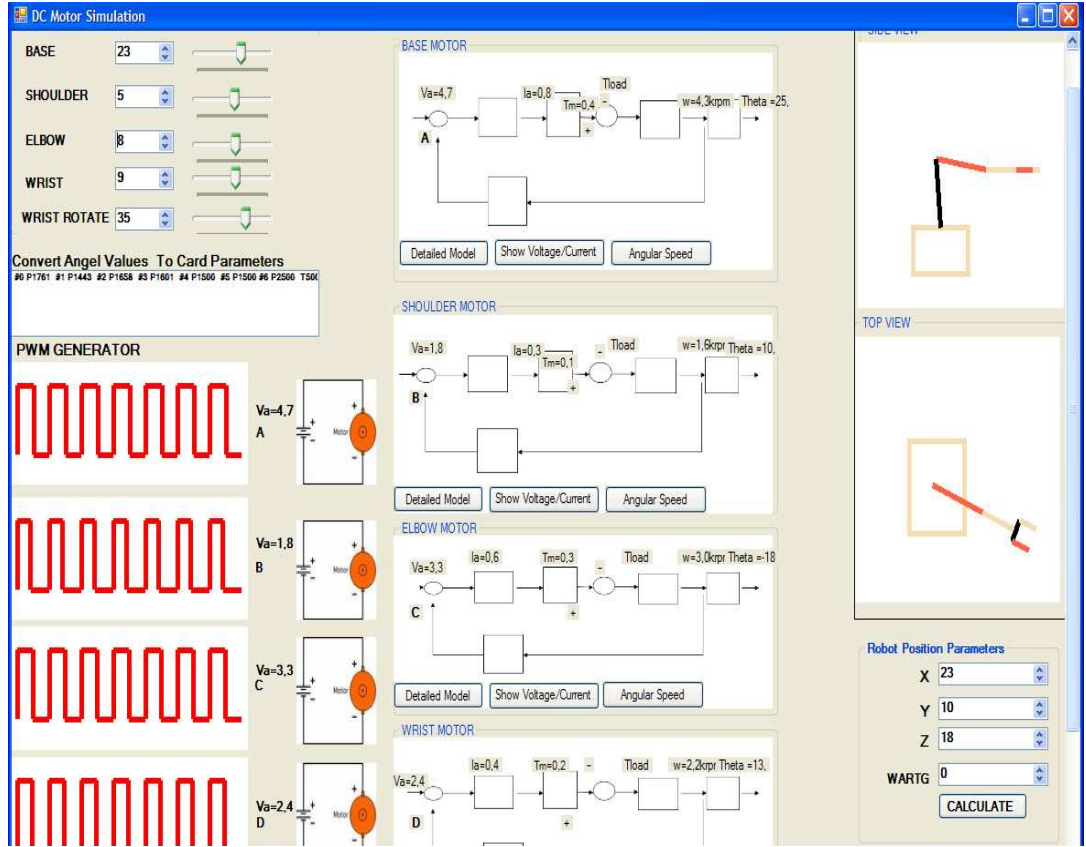 DC Motor Simulation
BASE 23
SHOULDER 5
ELBOW 8
WRIST 9
WRIST ROTATE 35
Convert Angel Values To Card Parameters
#0 P1761 #1 P1443 #2 P1658 #3 P1601 #4 P1500 #5 P1500 #6 P2500 T500
PWM GENERATOR
Va=4,7
A
+
-
Motor
+
-
Va=1,8
B
+
-
Motor
+
-
Va=3,3
C
+
-
Motor
+
-
Va=2,4
D
+
-
Motor
+
-
BASE MOTOR
Va=4,7
Ia=0,8
Tm=0,4
-
Tload
w=4,3krpm
Theta =25,
+
A
Detailed Model
Show Voltage/Current
Angular Speed
SHOULDER MOTOR
Va=1,8
Ia=0,3
Tm=0,1
-
Tload
w=1,6krpr
Theta =10,
+
B
Detailed Model
Show Voltage/Current
Angular Speed
ELBOW MOTOR
Va=3,3
Ia=0,6
Tm=0,3
-
Tload
w=3,0krpr
Theta =-18
+
C
Detailed Model
Show Voltage/Current
Angular Speed
WRIST MOTOR
Va=2,4
Ia=0,4
Tm=0,2
-
Tload
w=2,2krpr
Theta =13,
+
D
SIDE VIEW
TOP VIEW
Robot Position Parameters
X 23
Y 10
Z 18
WARTG 0
CALCULATE